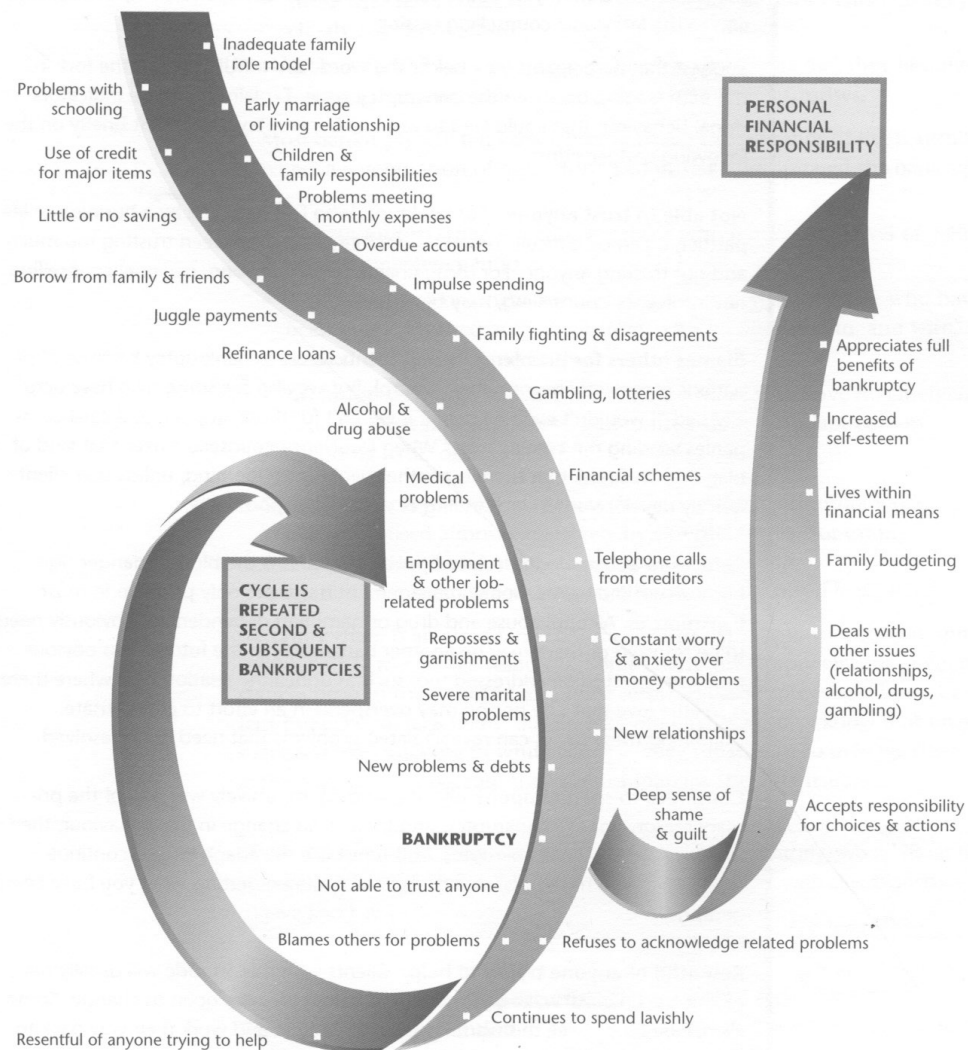 Inadequate family
role model
Problems with
schooling
Early marriage
or living relationship
Use of credit
for major items
Children &
family responsibilities
Problems meeting
monthly expenses
Little or no savings
Overdue accounts
Borrow from family & friends
Impulse spending
Juggle payments
Family fighting & disagreements
Refinance loans
Gambling, lotteries
Alcohol &
drug abuse
Medical
problems
Financial schemes
Employment
& other job-
related problems
Telephone calls
from creditors
Repossess &
garnishments
Constant worry
& anxiety over
money problems
Severe marital
problems
New relationships
New problems & debts
BANKRUPTCY
Not able to trust anyone
Blames others for problems
Refuses to acknowledge related problems
Continues to spend lavishly
Resentful of anyone trying to help
CYCLE IS
REPEATED
SECOND &
SUBSEQUENT
BANKRUPTCIES
Deep sense of
shame
& guilt
Accepts responsibility
for choices & actions
Deals with
other issues
(relationships,
alcohol, drugs,
gambling)
Family budgeting
Lives within
financial means
Increased
self-esteem
Appreciates full
benefits of
bankruptcy
PERSONAL
FINANCIAL
RESPONSIBILITY